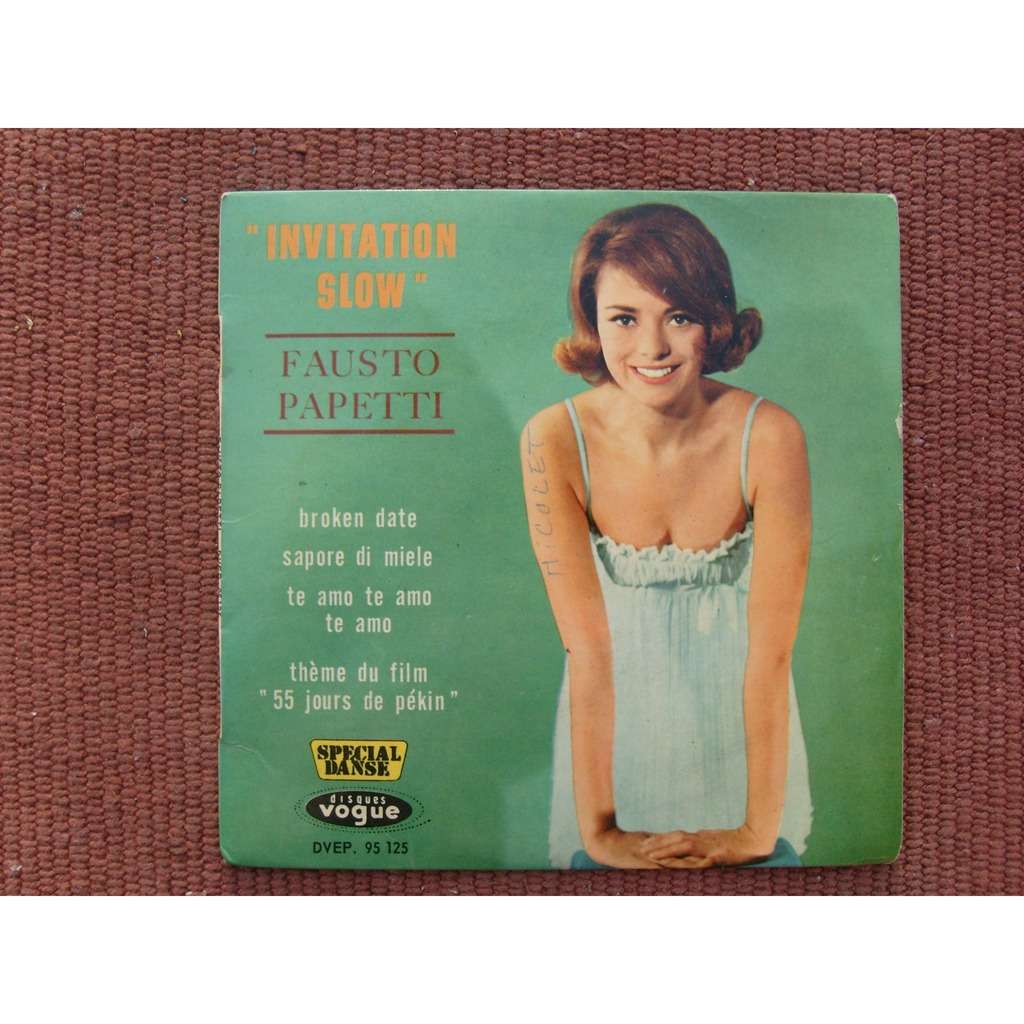 "INVITATION
SLOW"
FAUSTO
PAPETTI
broken date
sapore di miele
te amo te amo
te amo
thème du film
"55 jours de pékin"
SPECIAL
DANSE
disques
vogue
DVEP. 95 125
NICOLET